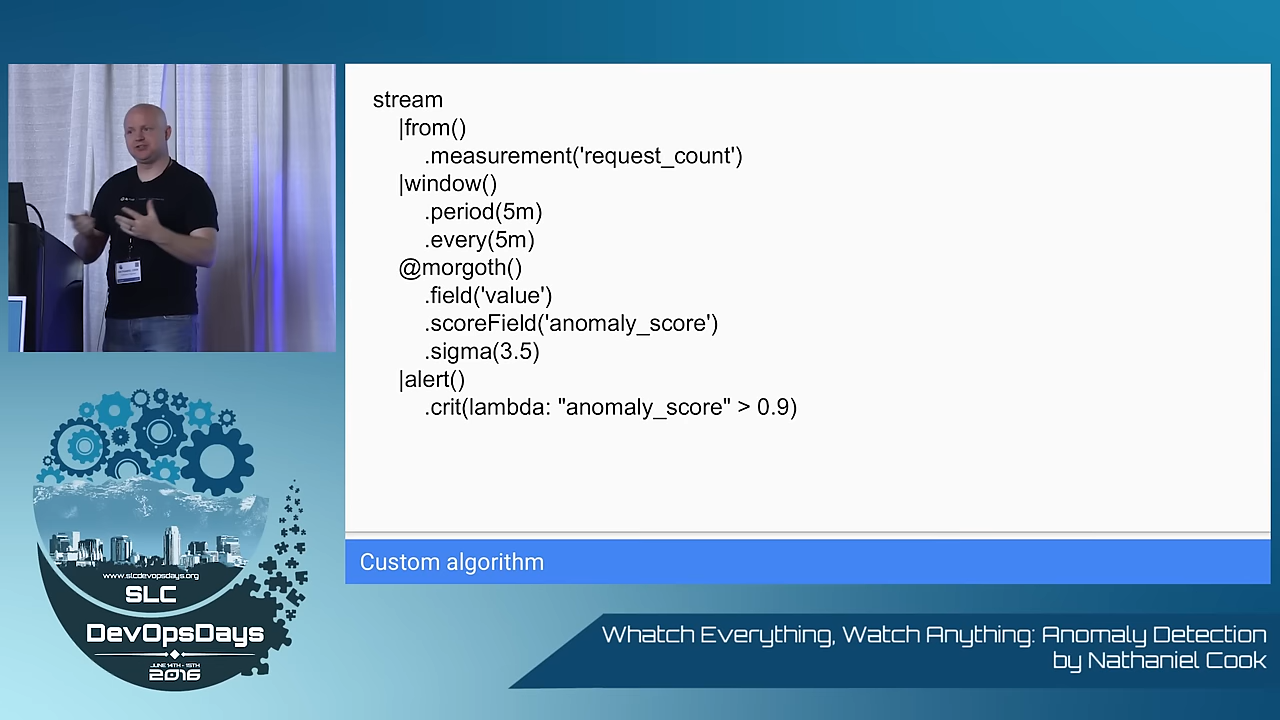 stream
|from()
.measurement('request_count')
|window()
.period(5m)
.every(5m)
@morgoth()
.field('value')
.scoreField('anomaly_score')
.sigma(3.5)
|alert()
.crit(lambda: "anomaly_score" > 0.9)
Custom algorithm
www.slcdevopsdays.org
SLC
DevOpsDays
JUNE 14TH - 15TH
2016
Whatch Everything, Watch Anything: Anomaly Detection
by Nathaniel Cook